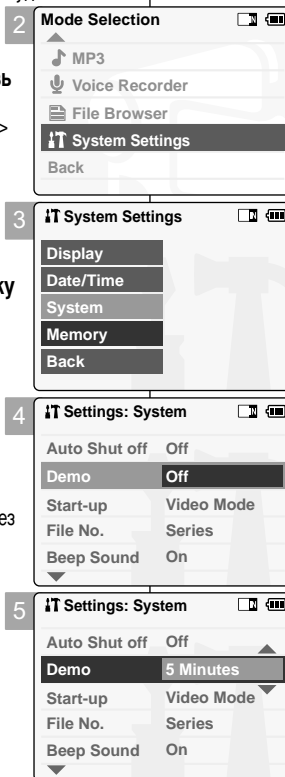 2
Mode Selection
MP3
Voice Recorder
File Browser
System Settings
Back
>
3
System Settings
Display
Date/Time
System
Memory
Back
ку
4
Settings: System
Auto Shut off Off
Demo Off
Start-up Video Mode
File No. Series
Beep Sound On
ез
5
Settings: System
Auto Shut off Off
Demo 5 Minutes
Start-up Video Mode
File No. Series
Beep Sound On